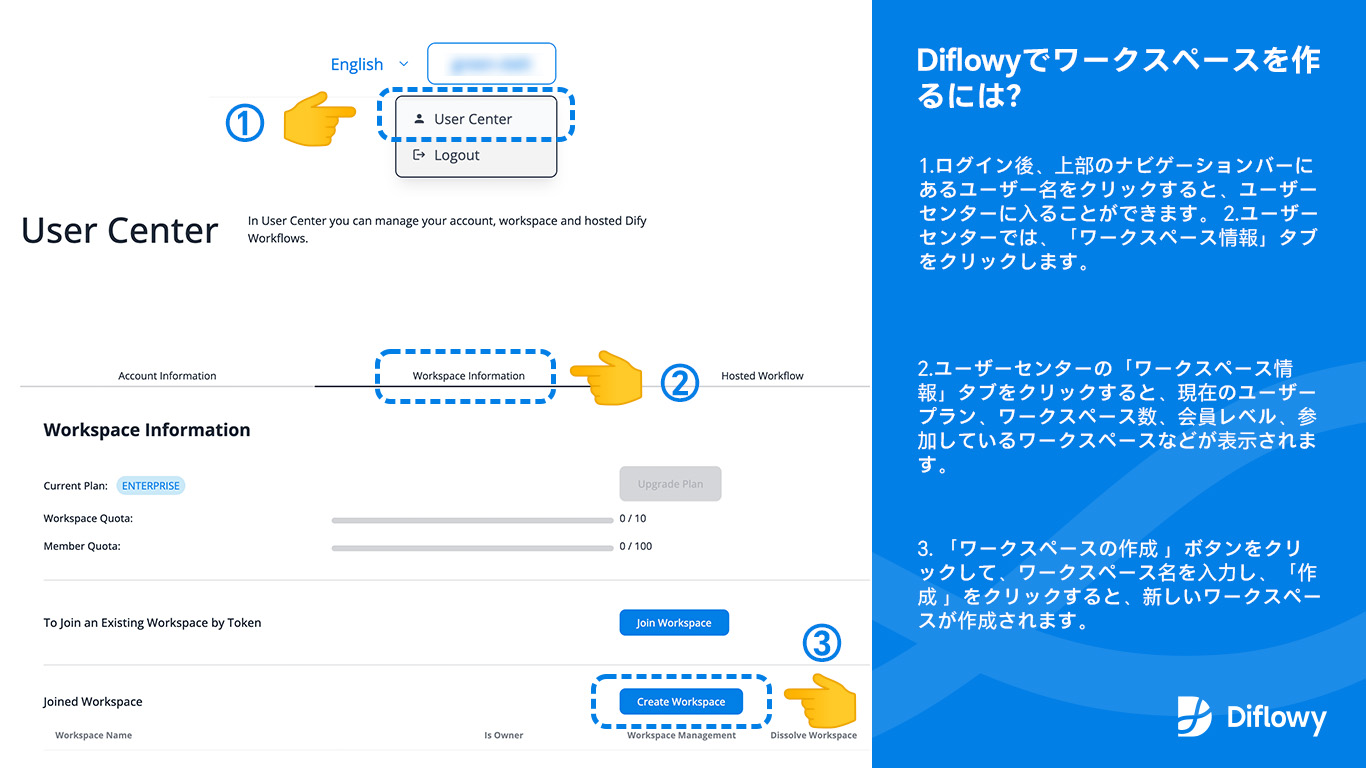 English
① 
User Center
Logout
User Center
In User Center you can manage your account, workspace and hosted Dify
Workflows.
Account Information
Workspace Information
②
Hosted Workflow
Workspace Information
Current Plan: ENTERPRISE
Upgrade Plan
Workspace Quota: 0 / 10
Member Quota: 0 / 100
To Join an Existing Workspace by Token
Join Workspace
③
Joined Workspace
Create Workspace
Workspace Name
Is Owner
Workspace Management
Dissolve Workspace
Diflowyでワークスペースを作
るには?
1.ログイン後、上部のナビゲーションバーに
あるユーザー名をクリックすると、ユーザー
センターに入ることができます。 2.ユーザー
センターでは、「ワークスペース情報」タブ
をクリックします。
2.ユーザーセンターの「ワークスペース情
報」タブをクリックすると、現在のユーザー
プラン、ワークスペース数、会員レベル、参
加しているワークスペースなどが表示されま
す。
3. 「ワークスペースの作成 」ボタンをクリ
ックして、ワークスペース名を入力し、「作
成 」をクリックすると、新しいワークスペー
スが作成されます。
Diflowy